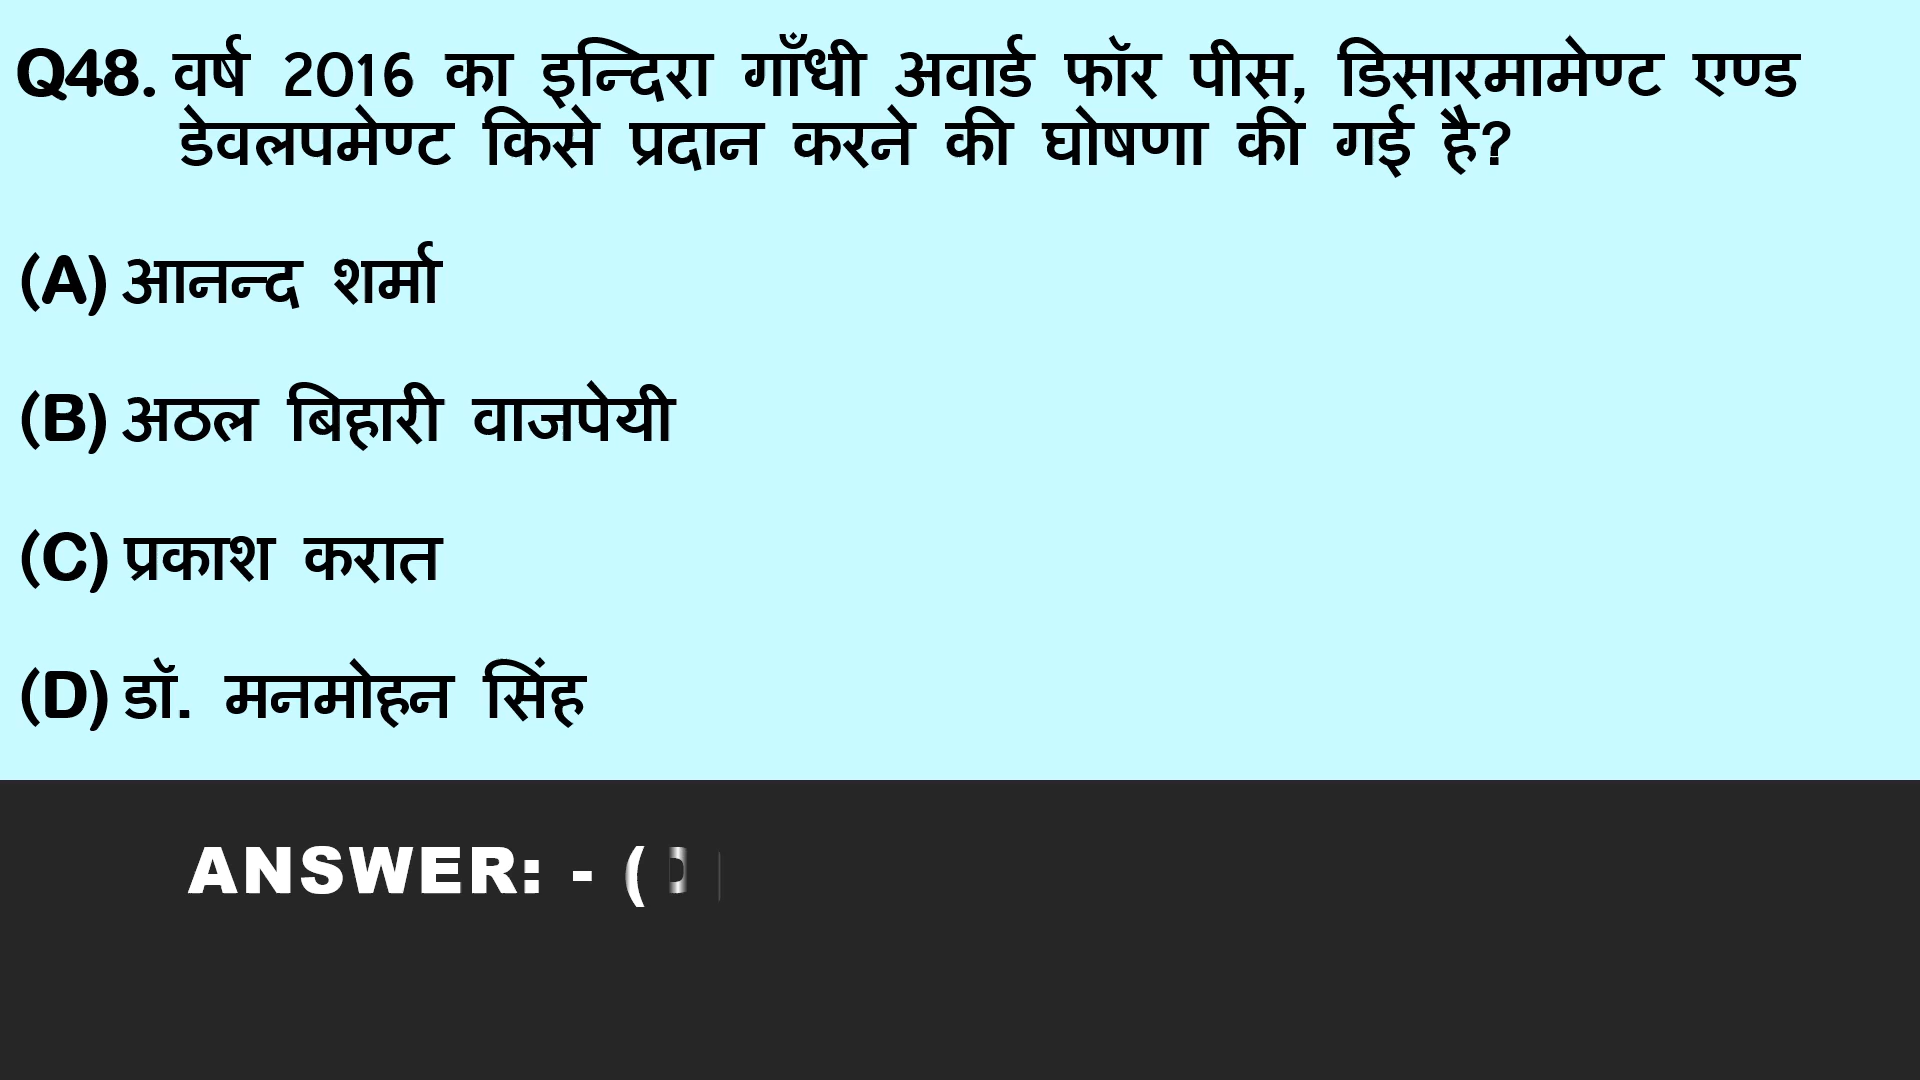 Q48. वर्ष 2016 का इन्दिरा गाँधी अवार्ड फॉर पीस, डिसारमामेण्ट एण्ड
डेवलपमेण्ट किसे प्रदान करने की घोषणा की गई है?
(A) आनन्द शर्मा
(B) अठल बिहारी वाजपेयी
(C) प्रकाश करात
(D) डॉ. मनमोहन सिंह
ANSWER: - (